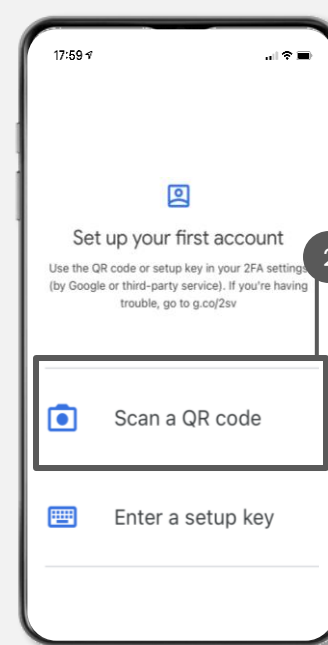 17:59
Set up your first account
Use the QR code or setup key in your 2FA settings
(by Google or third-party service). If you're having
trouble, go to g.co/2sv
2
Scan a QR code
Enter a setup key